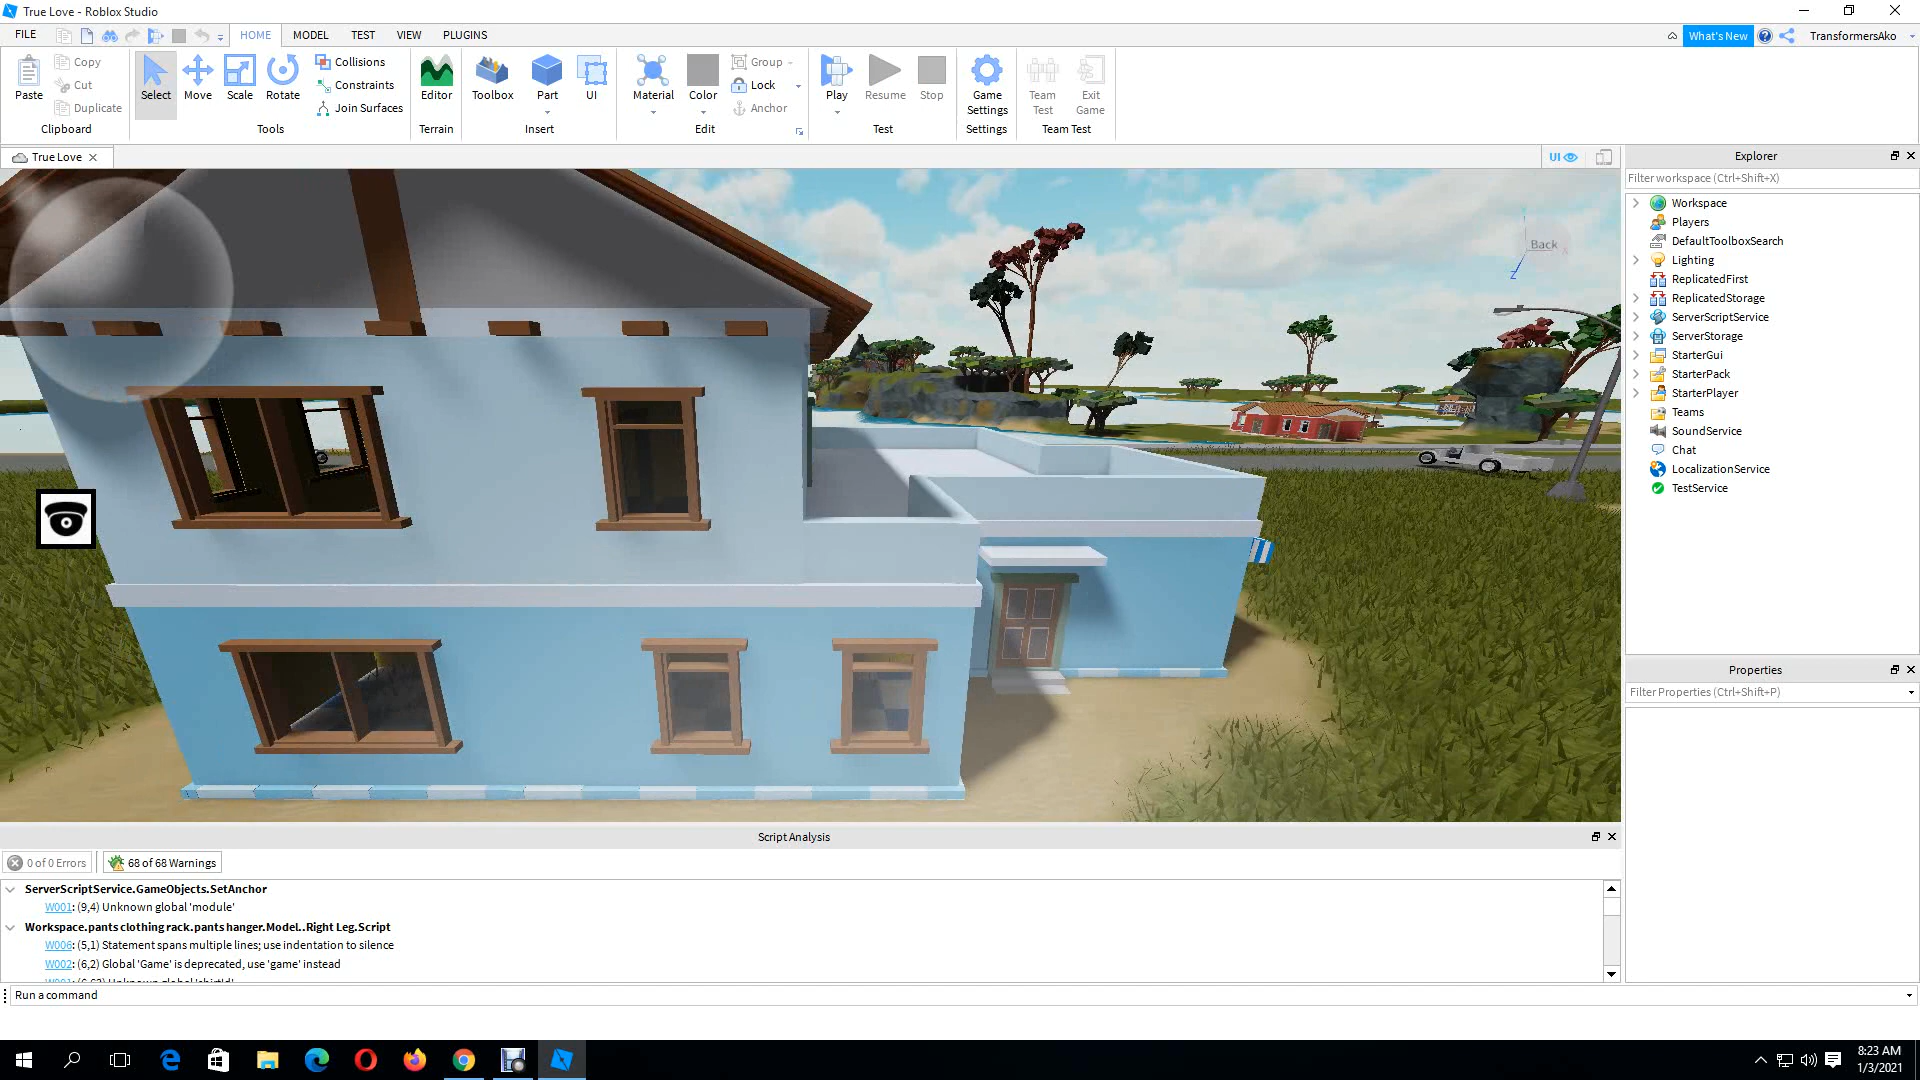 True Love - Roblox Studio
FILE HOME MODEL TEST VIEW PLUGINS What's New TransformersAko
Paste Copy Cut Duplicate Clipboard
Select Move Scale Rotate Collisions Constraints Join Surfaces Tools
Editor Terrain
Toolbox Part UI Insert
Material Color Group Lock Anchor Edit
Play Resume Stop Test
Game Settings Settings
Team Test Exit Game Team Test
True Love
UI
Back
Explorer
Filter workspace (Ctrl+Shift+X)
Workspace
Players
DefaultToolboxSearch
Lighting
ReplicatedFirst
ReplicatedStorage
ServerScriptService
ServerStorage
StarterGui
StarterPack
StarterPlayer
Teams
SoundService
Chat
LocalizationService
TestService
Properties
Filter Properties (Ctrl+Shift+P)
Script Analysis
0 of 0 Errors 68 of 68 Warnings
ServerScriptService.GameObjects.SetAnchor
W001: (9,4) Unknown global 'module'
Workspace.pants clothing rack.pants hanger.Model..Right Leg.Script
W006: (5,1) Statement spans multiple lines; use indentation to silence
W002: (6,2) Global 'Game' is deprecated, use 'game' instead
Run a command
8:23 AM
1/3/2021